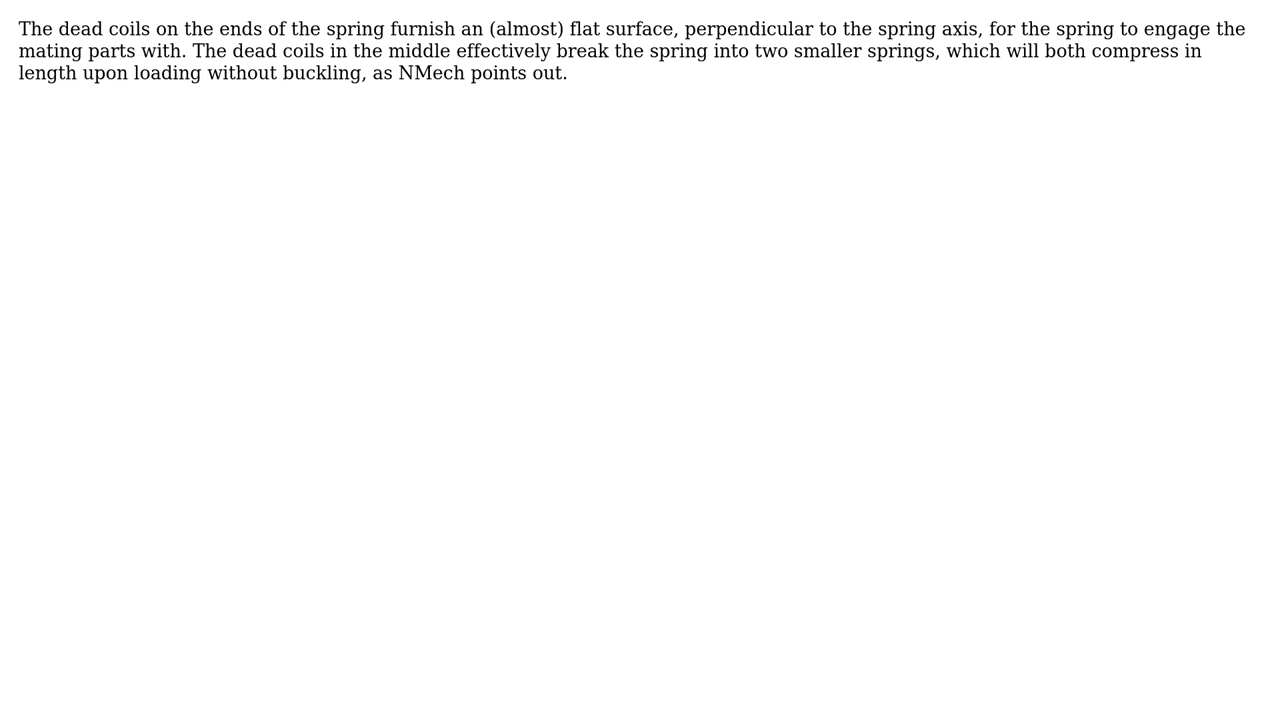 The dead coils on the ends of the spring furnish an (almost) flat surface, perpendicular to the spring axis, for the spring to engage the
mating parts with. The dead coils in the middle effectively break the spring into two smaller springs, which will both compress in
length upon loading without buckling, as NMech points out.